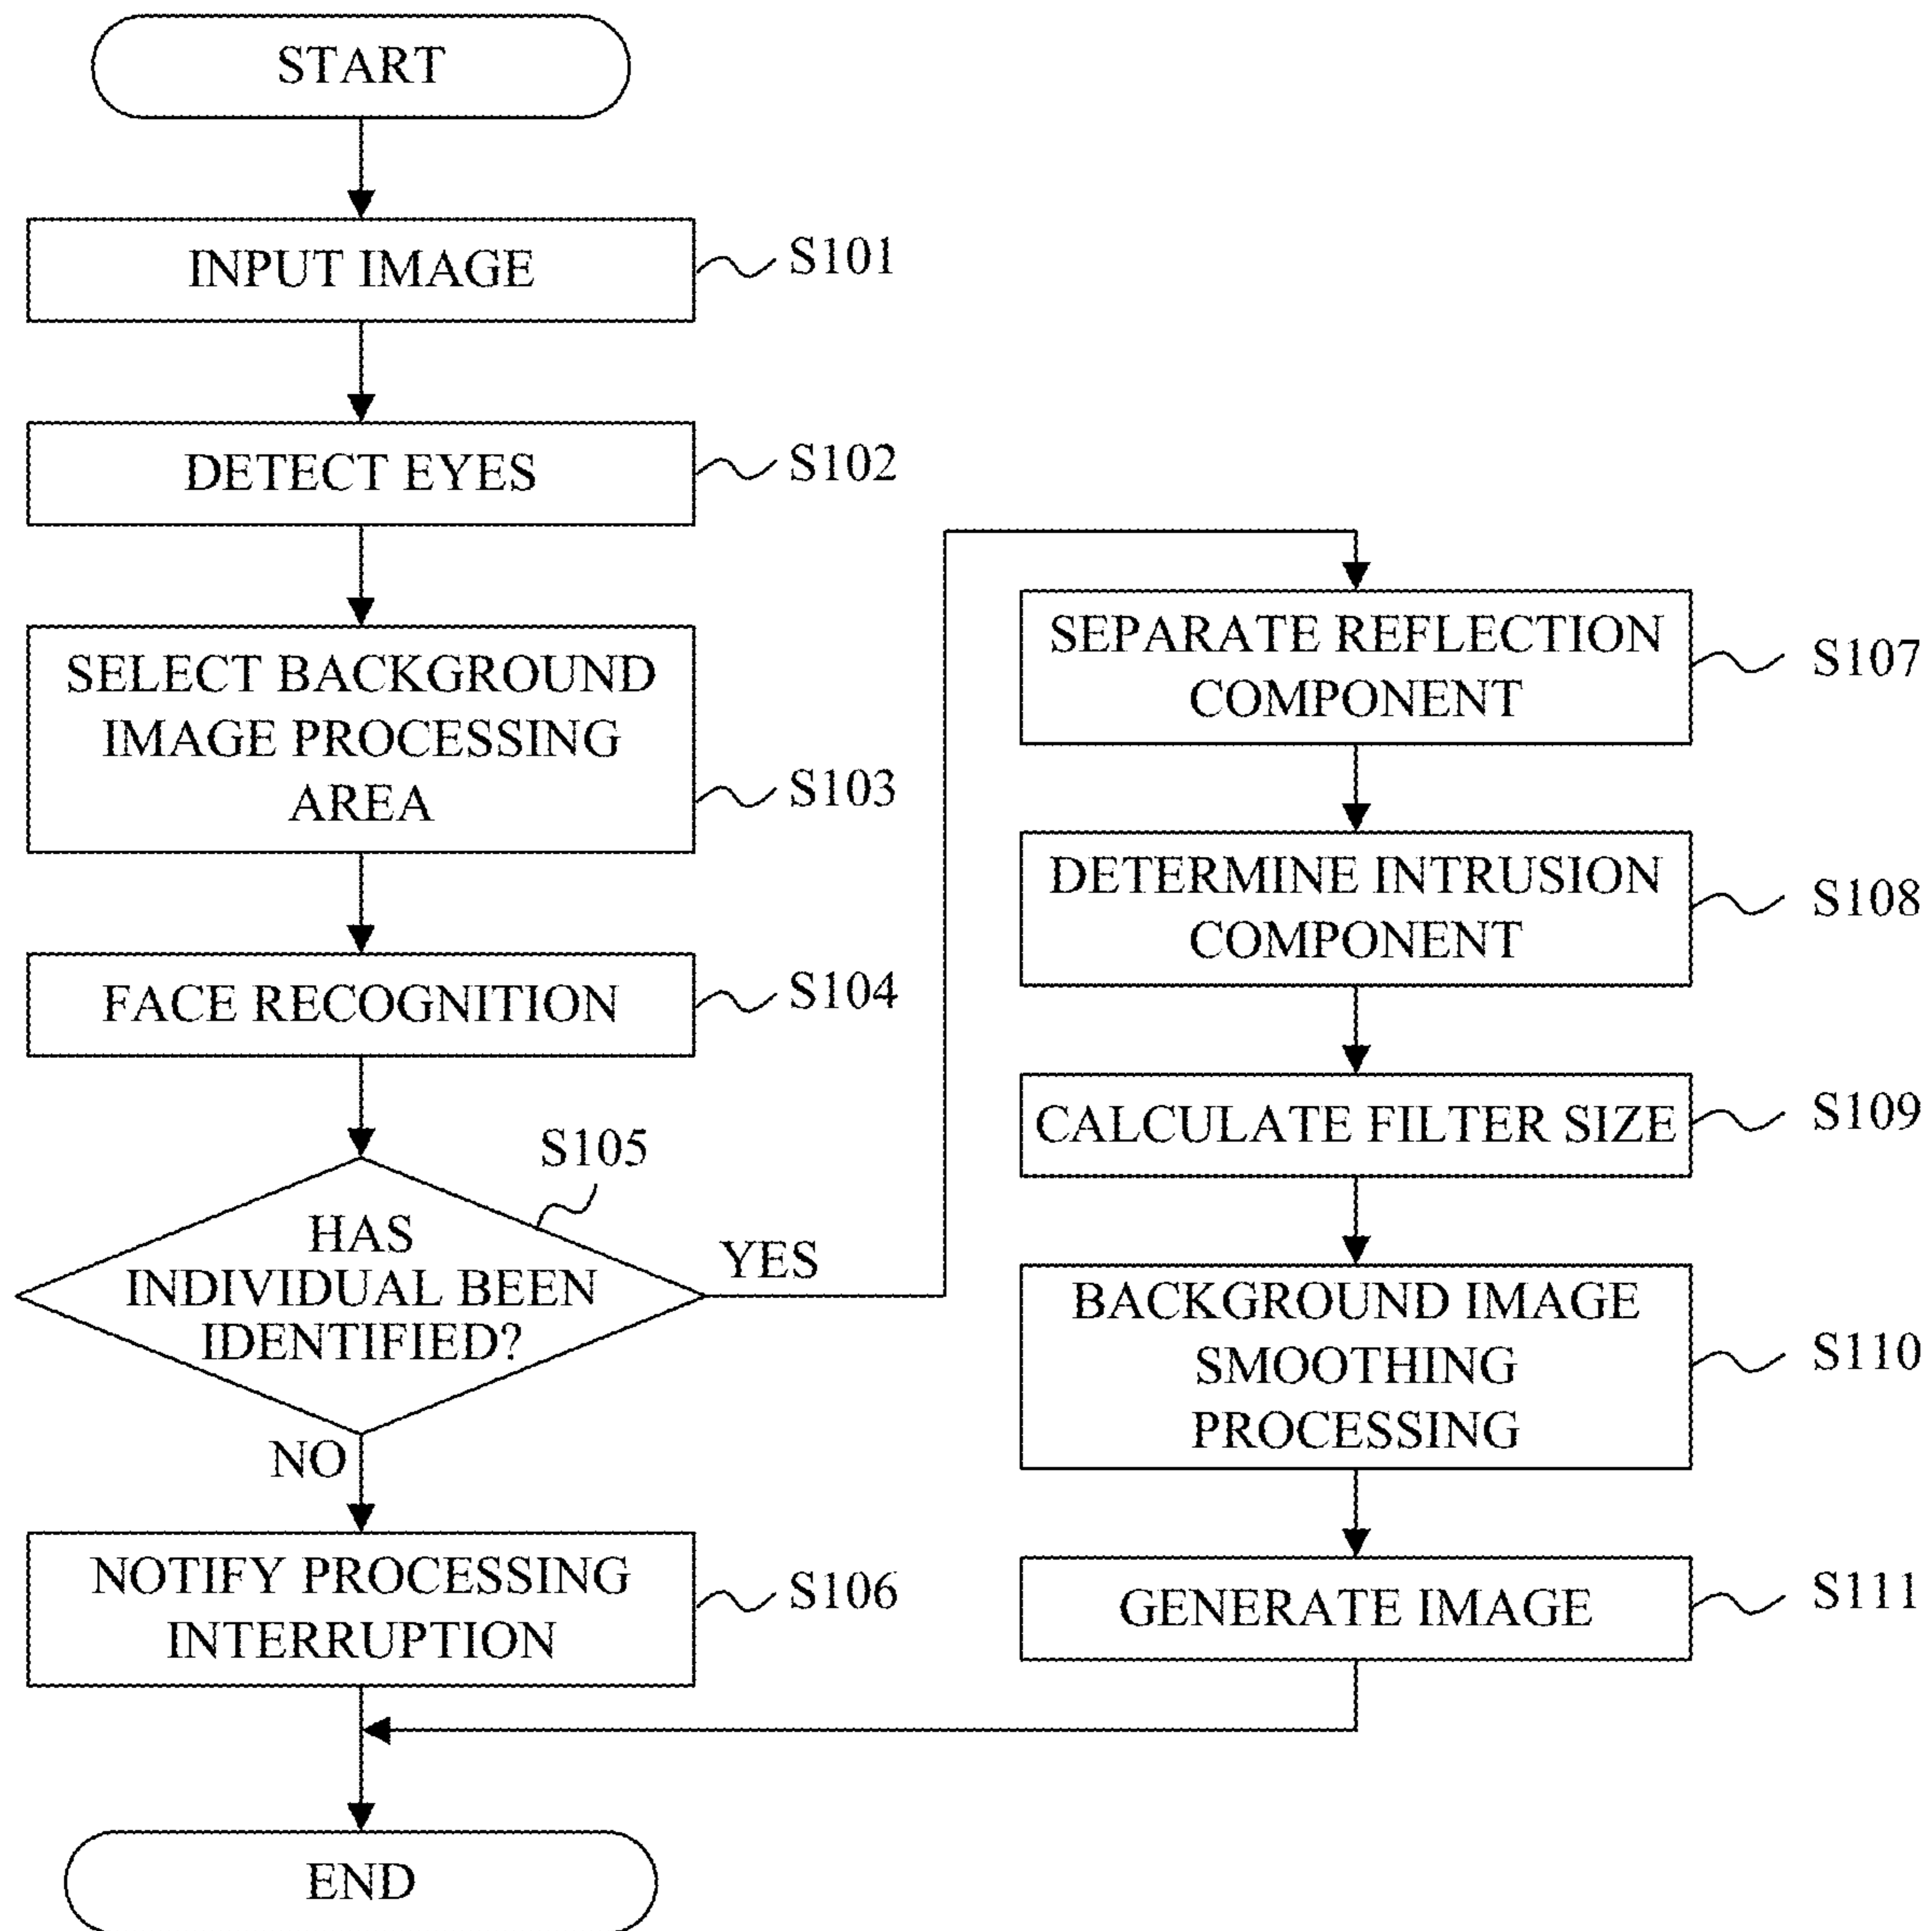 START
INPUT IMAGE
S101
DETECT EYES
S102
SELECT BACKGROUND
IMAGE PROCESSING
AREA
S103
FACE RECOGNITION
S104
S105
HAS
INDIVIDUAL BEEN
IDENTIFIED?
YES
NO
NOTIFY PROCESSING
INTERRUPTION
S106
SEPARATE REFLECTION
COMPONENT
S107
DETERMINE INTRUSION
COMPONENT
S108
CALCULATE FILTER SIZE
S109
BACKGROUND IMAGE
SMOOTHING
PROCESSING
S110
GENERATE IMAGE
S111
END